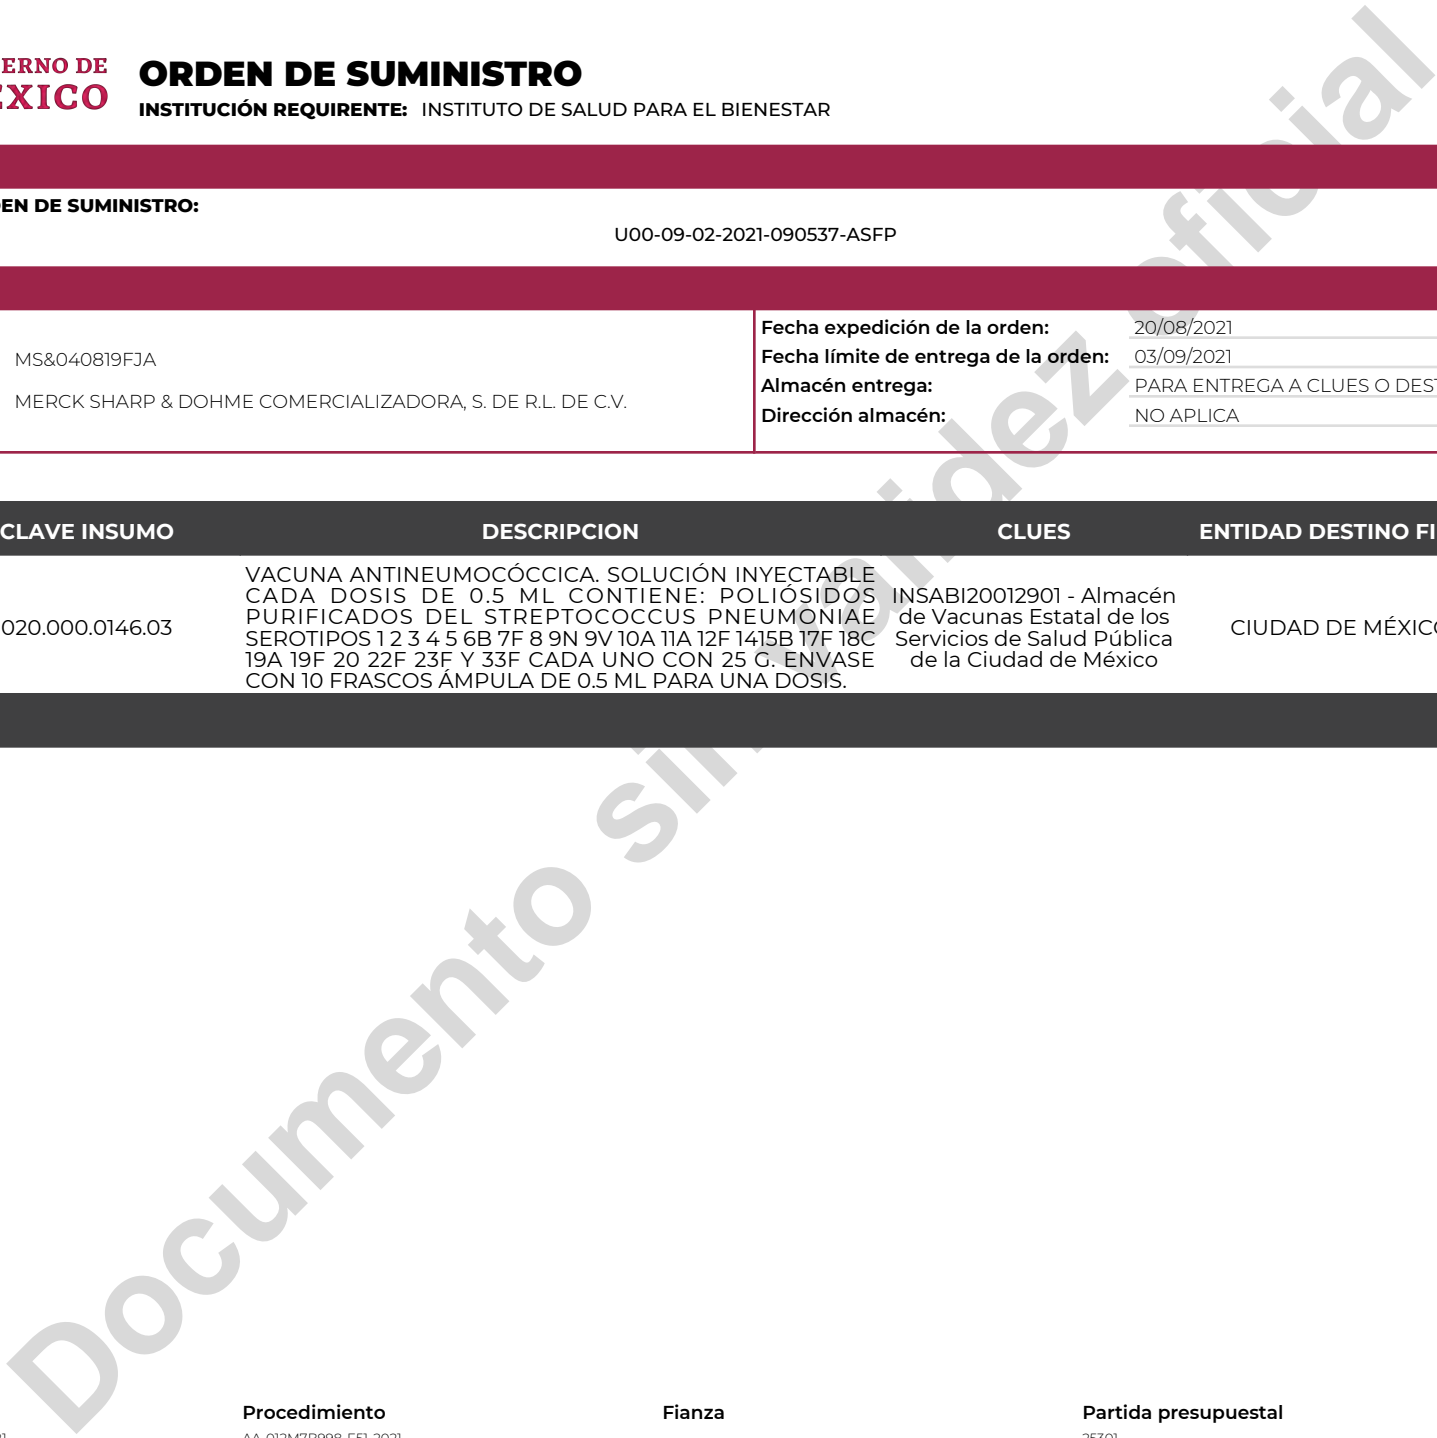 ERNO DE
ORDEN DE SUMINISTRO
ÉXICO
INSTITUCIÓN REQUIRENTE: INSTITUTO DE SALUD PARA EL BIENESTAR
EN DE SUMINISTRO:
U00-09-02-2021-090537-ASFP
MS&040819FJA
MERCK SHARP & DOHME COMERCIALIZADORA, S. DE R.L. DE C.V.
Fecha expedición de la orden: 20/08/2021
Fecha límite de entrega de la orden: 03/09/2021
Almacén entrega: PARA ENTREGA A CLUES O DEST
Dirección almacén: NO APLICA
CLAVE INSUMO DESCRIPCION CLUES ENTIDAD DESTINO FI
020.000.0146.03
VACUNA ANTINEUMOCÓCCICA. SOLUCIÓN INYECTABLE
CADA DOSIS DE 0.5 ML CONTIENE: POLIÓSIDOS
PURIFICADOS DEL STREPTOCOCCUS PNEUMONIAE
SEROTIPOS 1 2 3 4 5 6B 7F 8 9N 9V 10A 11A 12F 1415B 17F 18C
19A 19F 20 22F 23F Y 33F CADA UNO CON 25 G. ENVASE
CON 10 FRASCOS ÁMPULA DE 0.5 ML PARA UNA DOSIS.
INSABI20012901 - Almacén
de Vacunas Estatal de los
Servicios de Salud Pública
de la Ciudad de México
CIUDAD DE MÉXICO
Documento sin validez oficial
Procedimiento Fianza Partida presupuestal